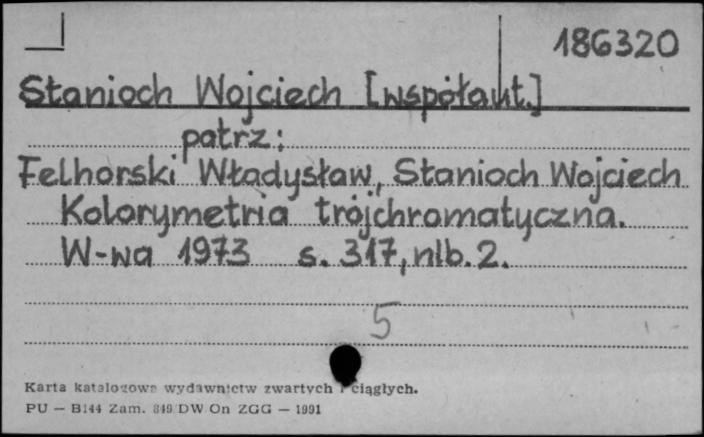 186320
Stanioch Wojciech [współaut.]
patrz:
Felhorski Władysław, Stanioch Wojciech
Kolorymetria trójchromatyczna.
W-wa 1973 s. 317, nlb. 2.
5
Karta katalogowa wydawnictw zwartych i ciągłych.
PU — B144 Zam. 849 DW On ZGG — 1991